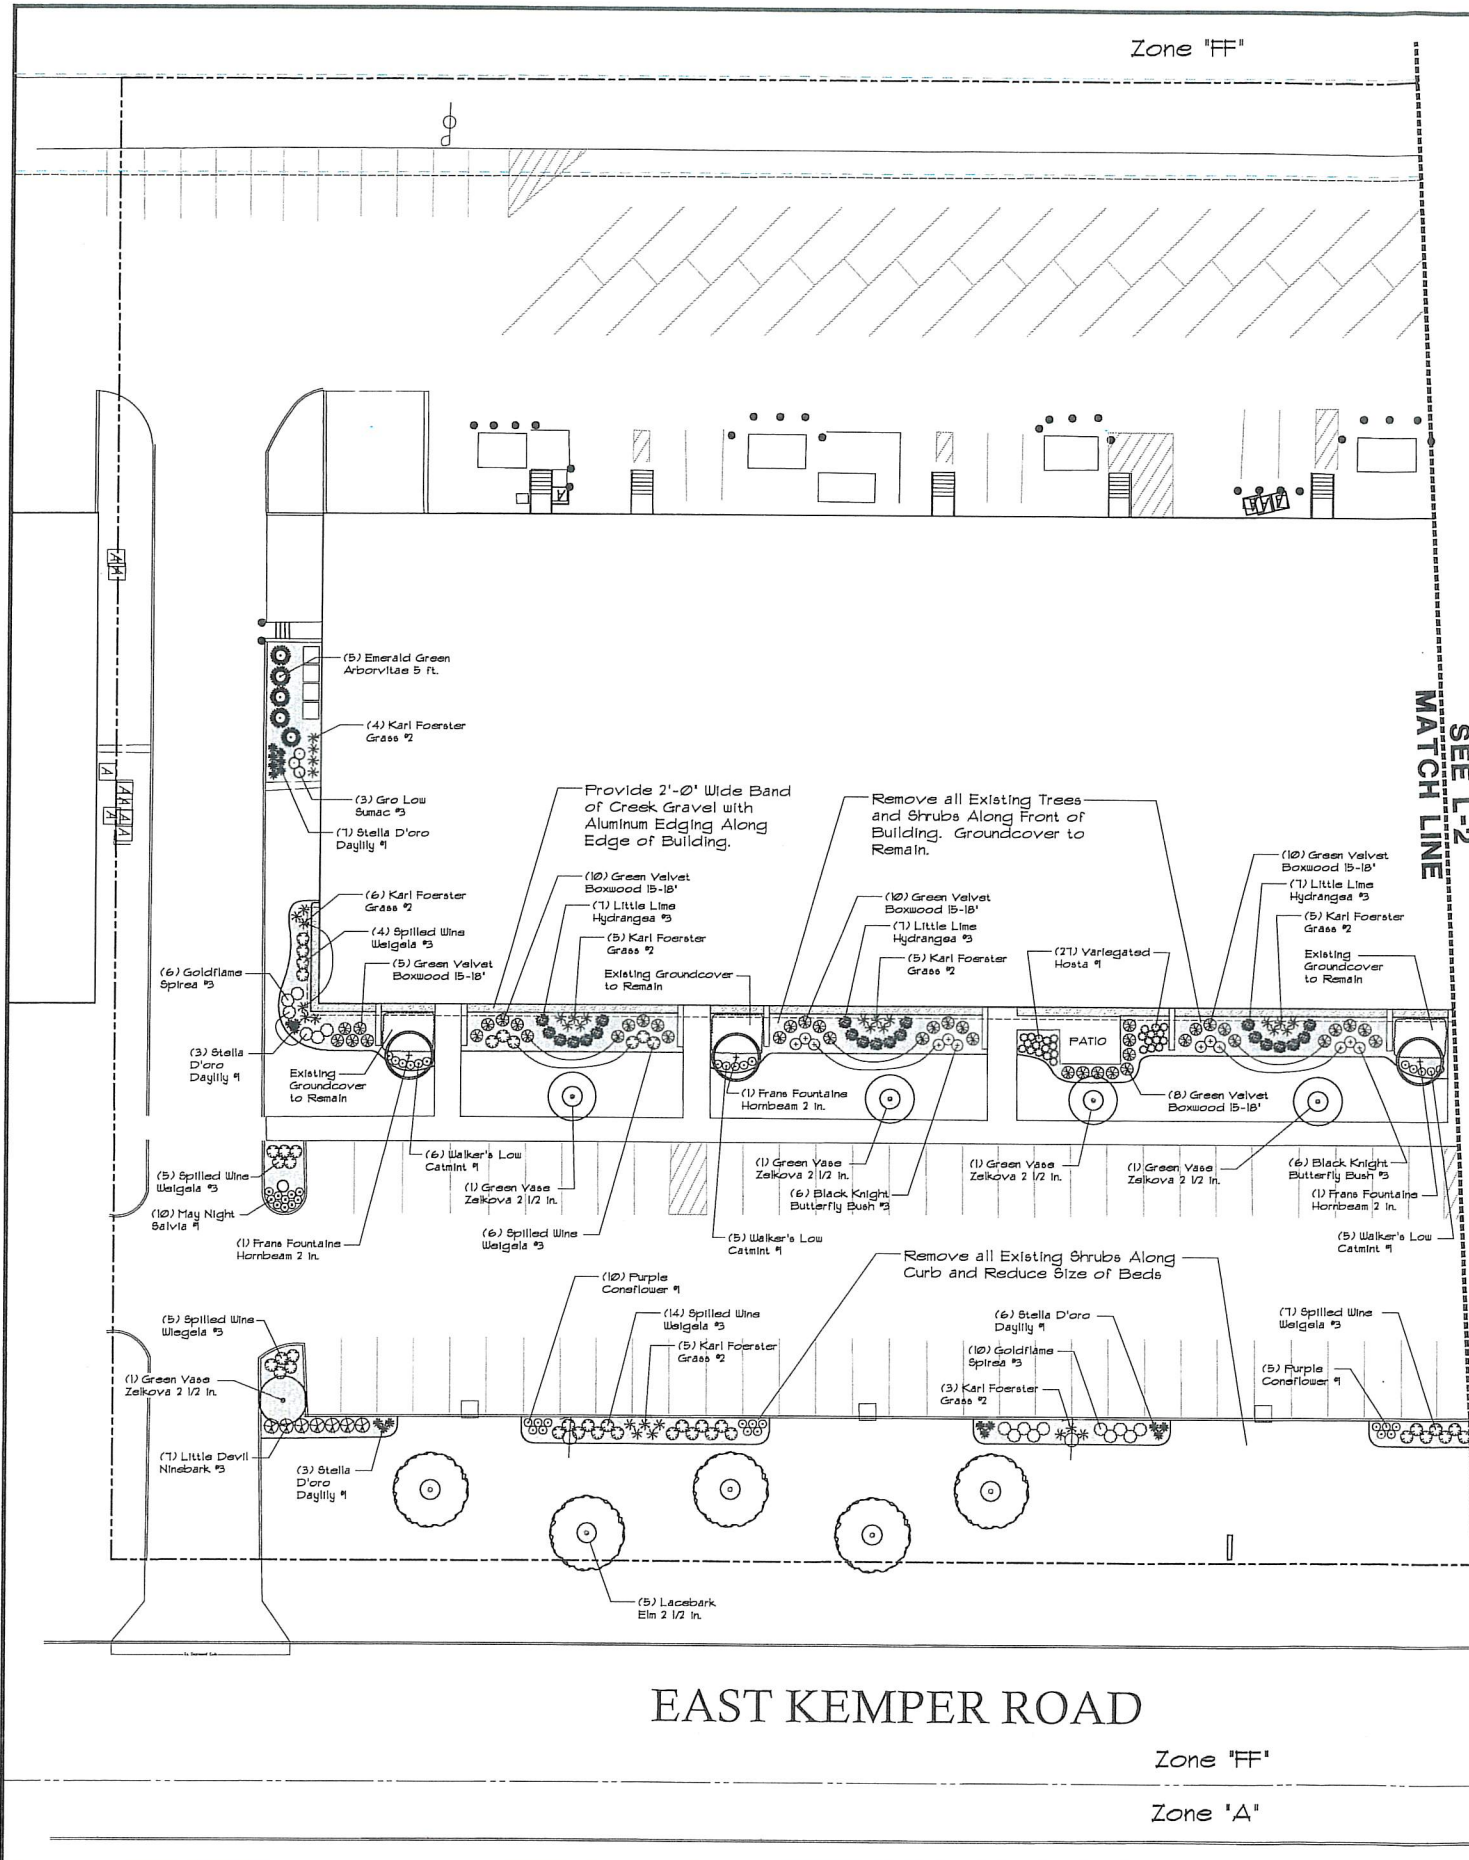 Zone "FF"
(5) Emerald Green
Arborvitae 5 ft.
(4) Karl Foerster
Grass #2
(3) Gro Low
Sumac #3
(7) Stella D'oro
Daylily #1
Provide 2'-0" Wide Band
of Creek Gravel with
Aluminum Edging Along
Edge of Building.
Remove all Existing Trees
and Shrubs Along Front of
Building. Groundcover to
Remain.
SEE L-2
MATCH LINE
(6) Karl Foerster
Grass #2
(4) Spilled Wine
Weigela #3
(5) Green Velvet
Boxwood 15-18"
(6) Goldflame
Spirea #3
(3) Stella
D'oro
Daylily #1
Existing
Groundcover
to Remain
(10) Green Velvet
Boxwood 15-18"
(7) Little Lime
Hydrangea #3
(5) Karl Foerster
Grass #2
Existing Groundcover
to Remain
(10) Green Velvet
Boxwood 15-18"
(7) Little Lime
Hydrangea #3
(5) Karl Foerster
Grass #2
(27) Variegated
Hosta #1
(10) Green Velvet
Boxwood 15-18"
(7) Little Lime
Hydrangea #3
(5) Karl Foerster
Grass #2
Existing
Groundcover
to Remain
PATIO
(1) Frans Fountaine
Hornbeam 2 in.
(8) Green Velvet
Boxwood 15-18"
(5) Spilled Wine
Weigela #3
(10) May Night
Salvia #1
(6) Walker's Low
Catmint #1
(1) Green Vase
Zelkova 2 1/2 in.
(1) Frans Fountaine
Hornbeam 2 in.
(6) Spilled Wine
Weigela #3
(1) Green Vase
Zelkova 2 1/2 in.
(6) Black Knight
Butterfly Bush #3
(5) Walker's Low
Catmint #1
(1) Green Vase
Zelkova 2 1/2 in.
(1) Green Vase
Zelkova 2 1/2 in.
(6) Black Knight
Butterfly Bush #3
(1) Frans Fountaine
Hornbeam 2 in.
(5) Walker's Low
Catmint #1
Remove all Existing Shrubs Along
Curb and Reduce Size of Beds
(5) Spilled Wine
Wiegela #3
(1) Green Vase
Zelkova 2 1/2 in.
(7) Little Devil
Ninebark #3
(3) Stella
D'oro
Daylily #1
(10) Purple
Coneflower #1
(14) Spilled Wine
Weigela #3
(5) Karl Foerster
Grass #2
(6) Stella D'oro
Daylily #1
(10) Goldflame
Spirea #3
(3) Karl Foerster
Grass #2
(7) Spilled Wine
Weigela #3
(5) Purple
Coneflower #1
(5) Lacebark
Elm 2 1/2 in.
EAST KEMPER ROAD
Zone "FF"
Zone "A"